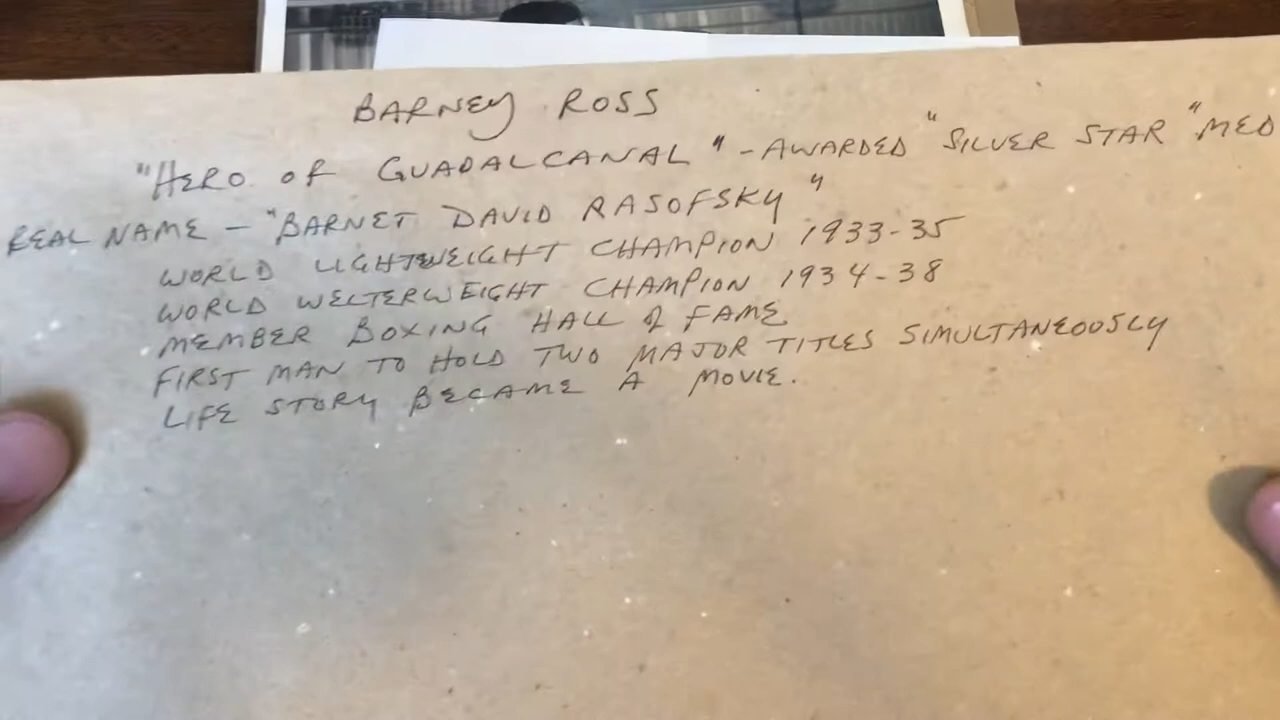 BARNEY ROSS
"HERO OF GUADALCANAL" - AWARDED "SILVER STAR" MED
REAL NAME - "BARNET DAVID RASOFSKY"
WORLD LIGHTWEIGHT CHAMPION 1933-35
WORLD WELTERWEIGHT CHAMPION 1934-38
MEMBER BOXING HALL of FAME
FIRST MAN TO HOLD TWO MAJOR TITLES SIMULTANEOUSLY
LIFE STORY BECAME A MOVIE.